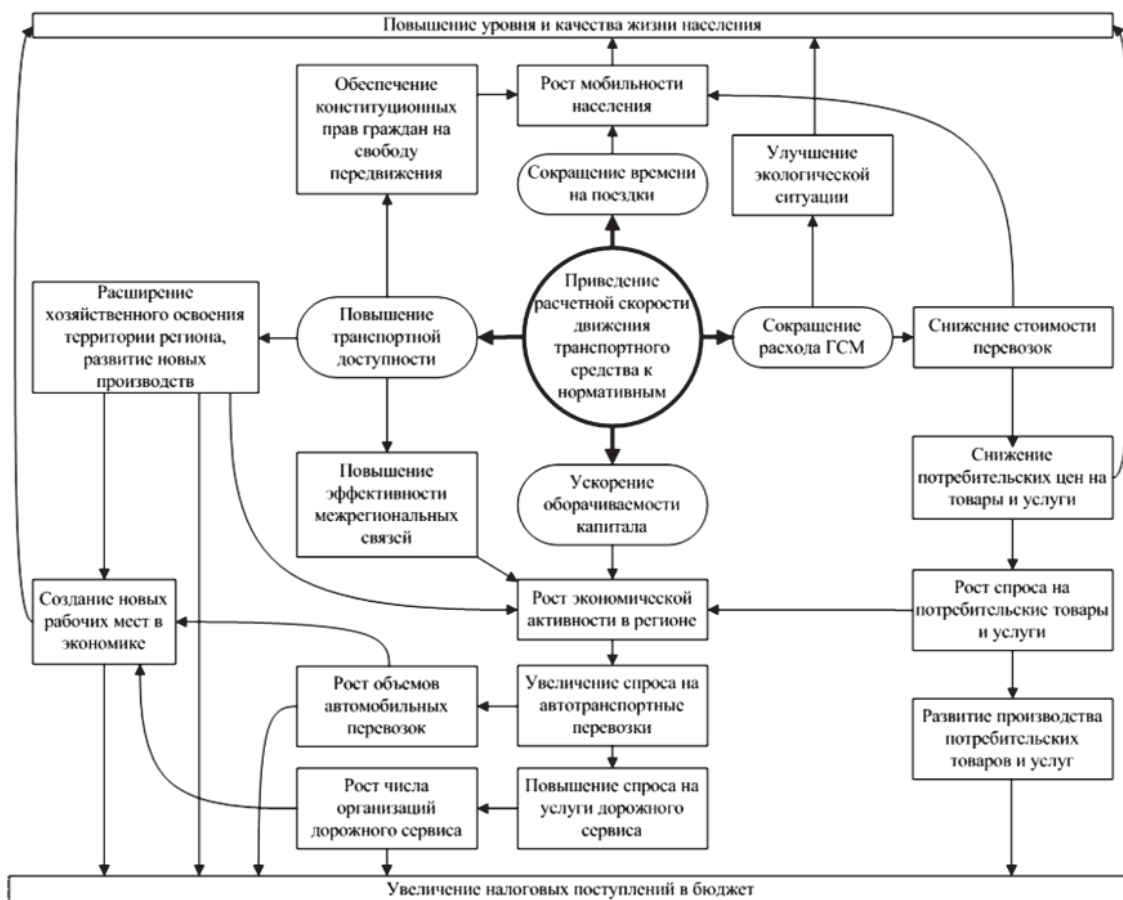 Повышение уровня и качества жизни населения
Обеспечение
конституционных
прав граждан на
свободу
передвижения
Рост мобильности
населения
Сокращение времени
на поездки
Улучшение
экологической
ситуации
Расширение
хозяйственного освоения
территории региона,
развитие новых
производств
Повышение
транспортной
доступности
Приведение
расчетной скорости
движения
транспортного
средства к
нормативным
Сокращение
расхода ГСМ
Снижение стоимости
перевозок
Повышение
эффективности
межрегиональных
связей
Ускорение
оборачиваемости
капитала
Снижение
потребительских цен на
товары и услуги
Создание новых
рабочих мест в
экономике
Рост экономической
активности в регионе
Рост спроса на
потребительские товары
и услуги
Рост объемов
автомобильных
перевозок
Увеличение спроса на
автотранспортные
перевозки
Развитие производства
потребительских
товаров и услуг
Рост числа
организаций
дорожного сервиса
Повышение спроса на
услуги дорожного
сервиса
Увеличение налоговых поступлений в бюджет